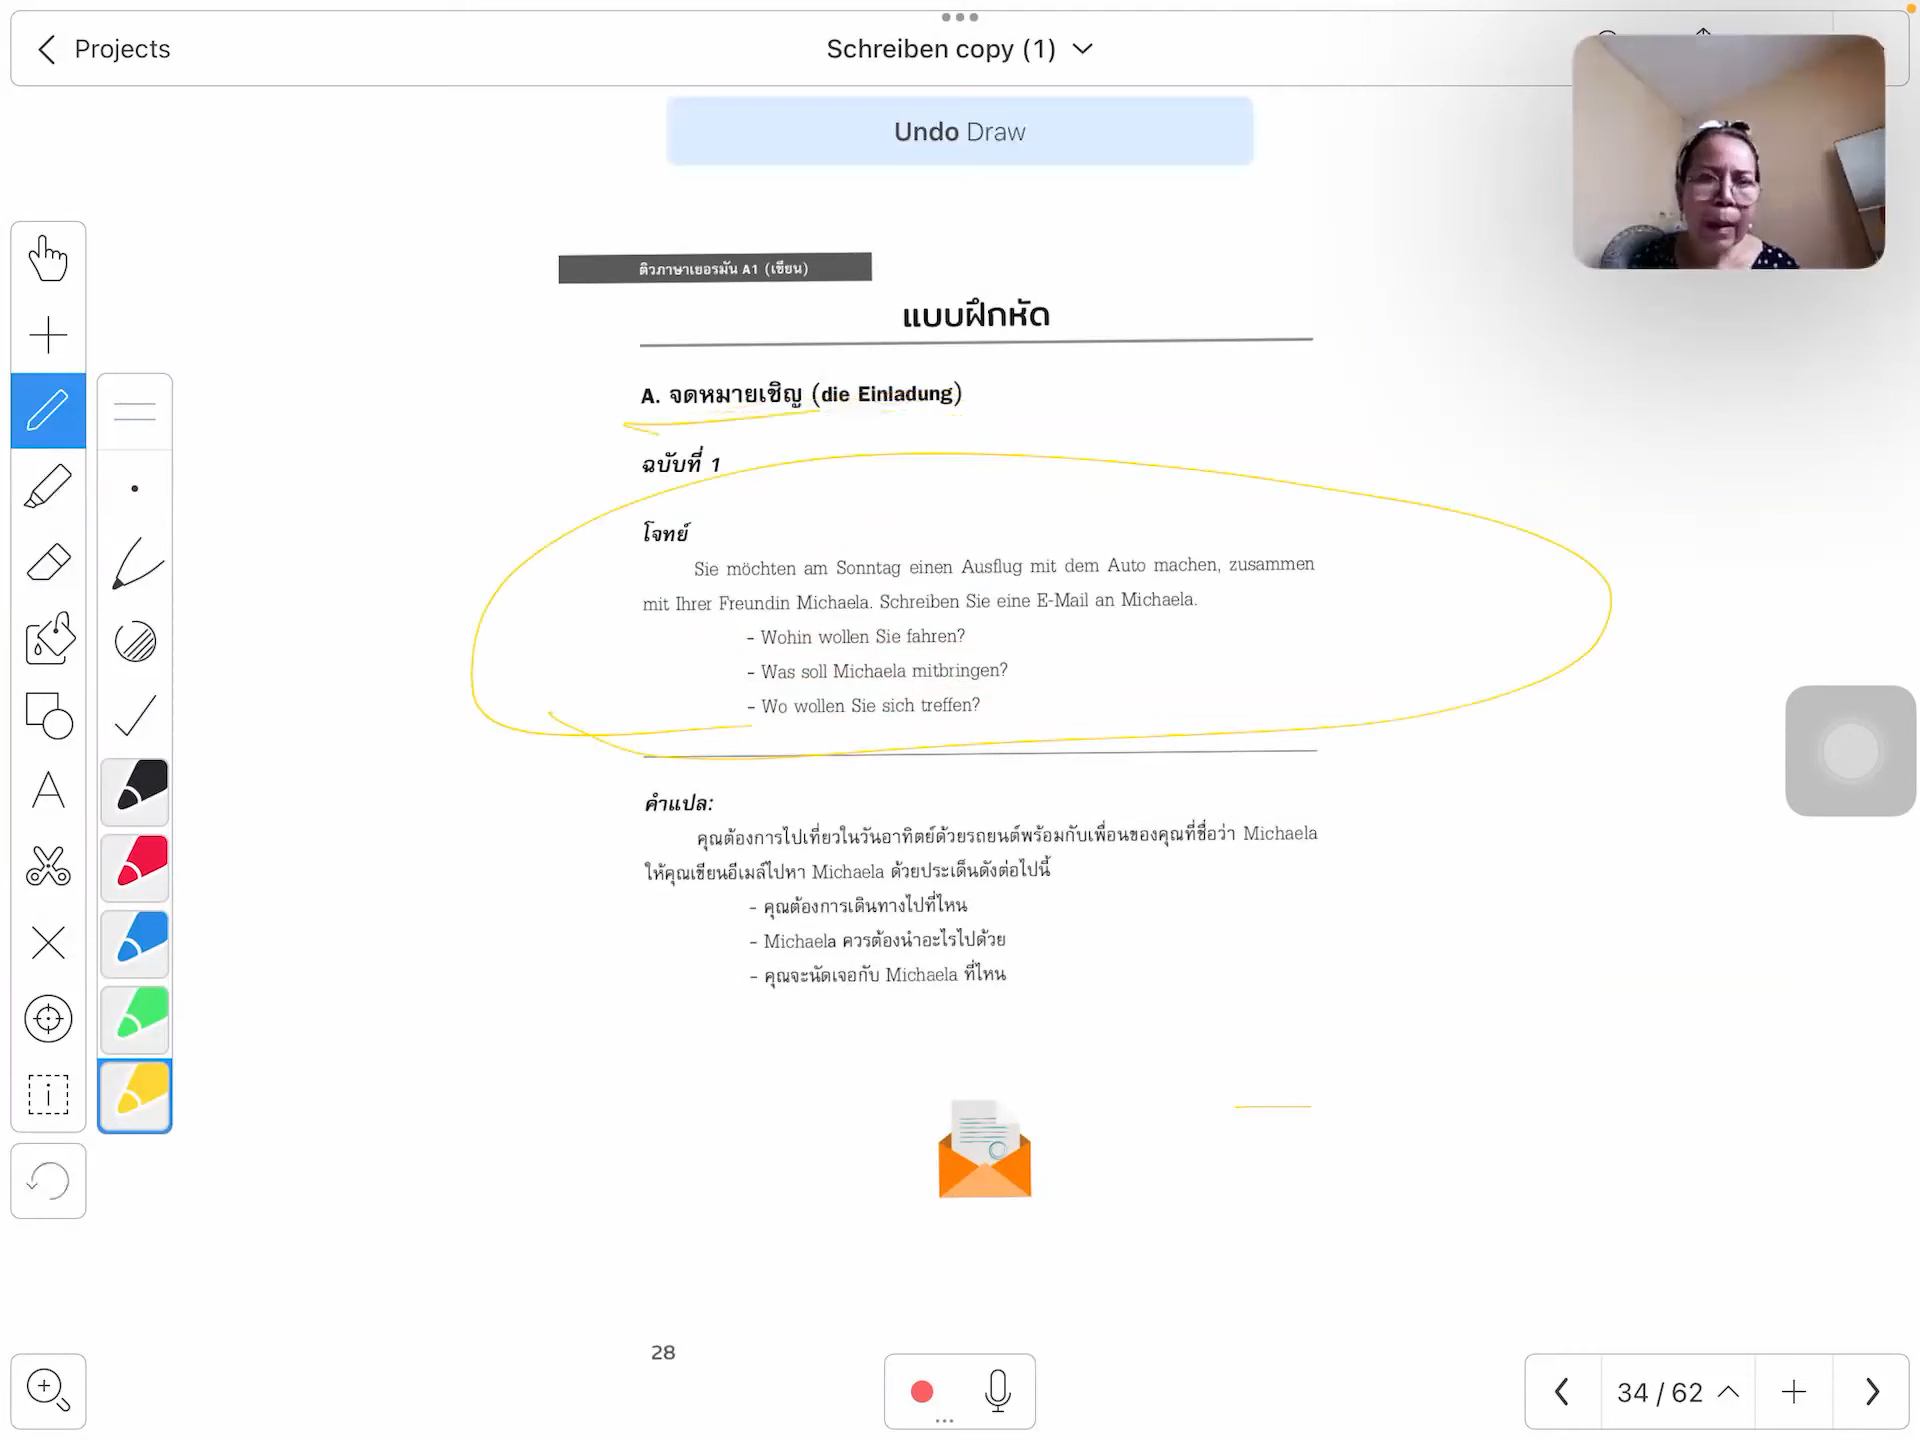 Projects
Schreiben copy (1)
Undo Draw
ติวภาษาเยอรมัน A1 (เขียน)
แบบฝึกหัด
A. จดหมายเชิญ (die Einladung)
ฉบับที่ 1
โจทย์
Sie möchten am Sonntag einen Ausflug mit dem Auto machen, zusammen
mit Ihrer Freundin Michaela. Schreiben Sie eine E-Mail an Michaela.
- Wohin wollen Sie fahren?
- Was soll Michaela mitbringen?
- Wo wollen Sie sich treffen?
คำแปล:
คุณต้องการไปเที่ยวในวันอาทิตย์ด้วยรถยนต์พร้อมกับเพื่อนของคุณที่ชื่อว่า Michaela
ให้คุณเขียนอีเมล์ไปหา Michaela ด้วยประเด็นดังต่อไปนี้
- คุณต้องการเดินทางไปที่ไหน
- Michaela ควรต้องนำอะไรไปด้วย
- คุณจะนัดเจอกับ Michaela ที่ไหน
28
34 / 62